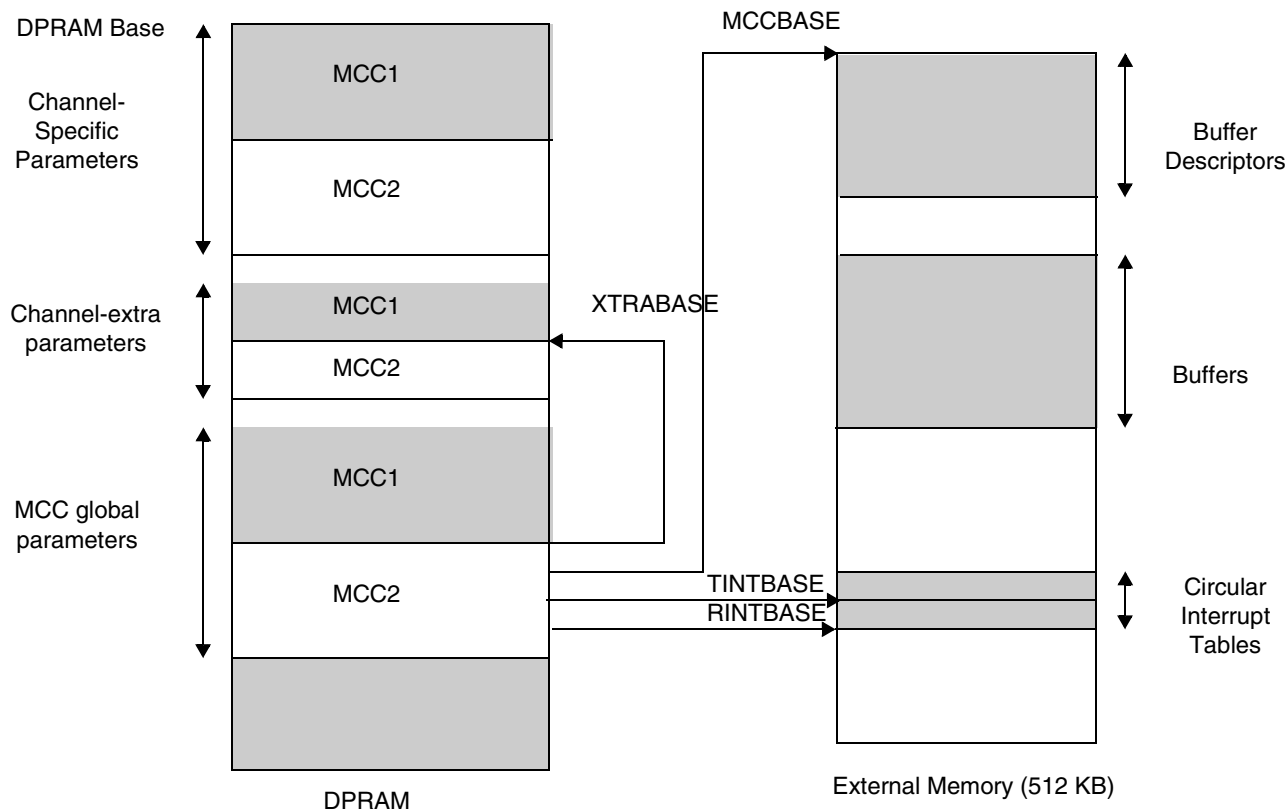 DPRAM Base
Channel-
Specific
Parameters
MCC1
MCC2
Channel-extra
parameters
MCC1
MCC2
MCC global
parameters
MCC1
MCC2
DPRAM
MCCBASE
XTRABASE
TINTBASE
RINTBASE
Buffer
Descriptors
Buffers
Circular
Interrupt
Tables
External Memory (512 KB)